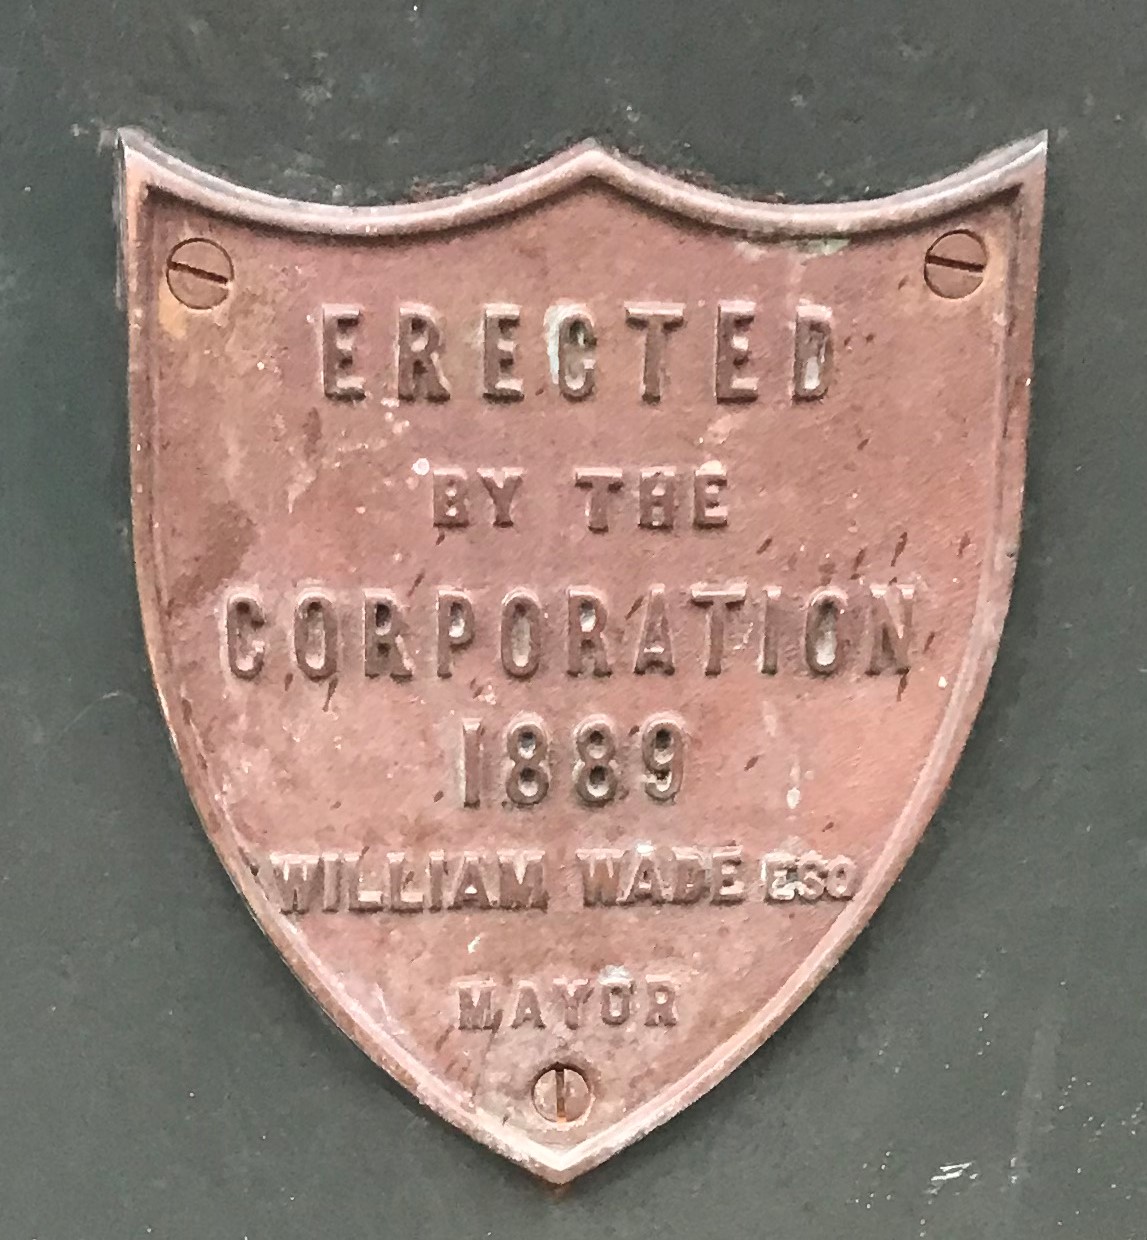 ERECTED
BY THE
CORPORATION
1889
WILLIAM WADE ESQ
MAYOR